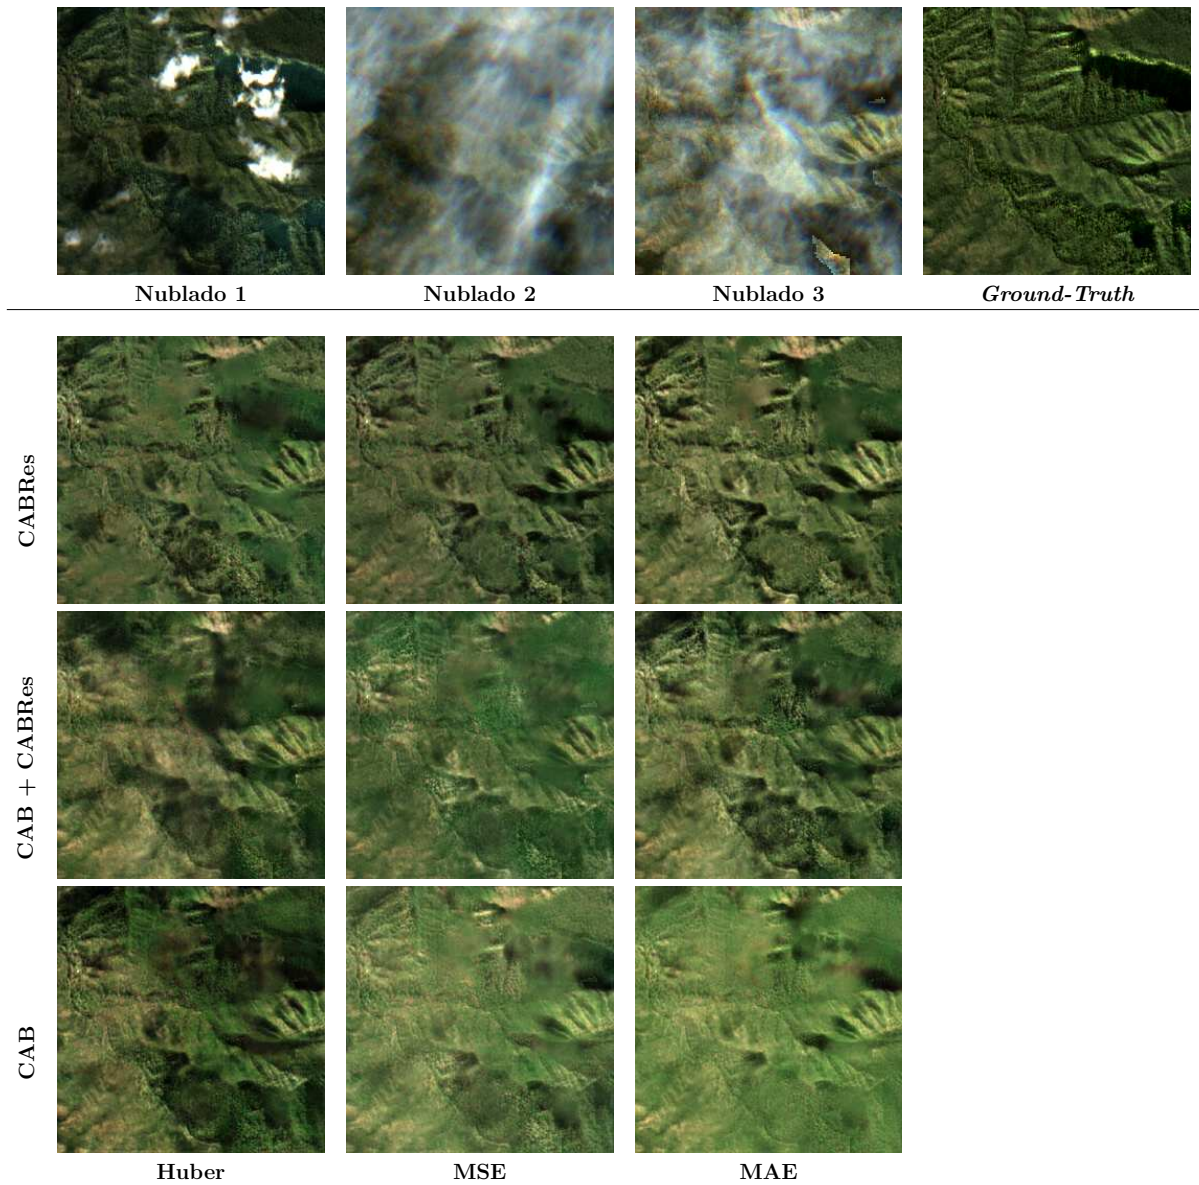 Nublado 1
Nublado 2
Nublado 3
Ground-Truth
CABRes
CAB + CABRes
CAB
Huber
MSE
MAE